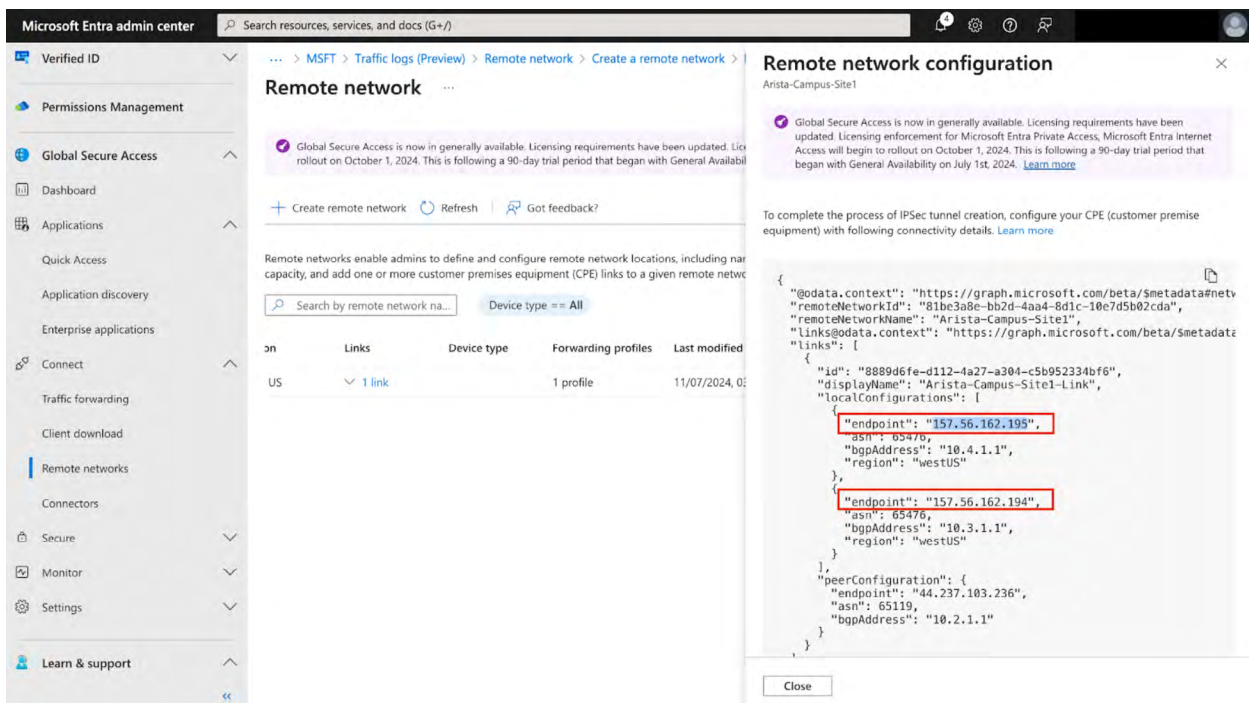 Microsoft Entra admin center
Search resources, services, and docs (G+/)
4
Verified ID
Permissions Management
Global Secure Access
Dashboard
Applications
Quick Access
Application discovery
Enterprise applications
Connect
Traffic forwarding
Client download
Remote networks
Connectors
Secure
Monitor
Settings
Learn & support
«
... > MSFT > Traffic logs (Preview) > Remote network > Create a remote network >
Remote network ...
Global Secure Access is now in generally available. Licensing requirements have been updated. Lice
rollout on October 1, 2024. This is following a 90-day trial period that began with General Availabil
Create remote network
Refresh
Got feedback?
Remote networks enable admins to define and configure remote network locations, including nar
capacity, and add one or more customer premises equipment (CPE) links to a given remote netwo
Search by remote network na...
Device type == All
on Links Device type Forwarding profiles Last modified
US 1 link 1 profile 11/07/2024, 03
Remote network configuration
Arista-Campus-Site1
Global Secure Access is now in generally available. Licensing requirements have been
updated. Licensing enforcement for Microsoft Entra Private Access, Microsoft Entra Internet
Access will begin to rollout on October 1, 2024. This is following a 90-day trial period that
began with General Availability on July 1st, 2024. Learn more
To complete the process of IPSec tunnel creation, configure your CPE (customer premise
equipment) with following connectivity details. Learn more
{
"@odata.context": "https://graph.microsoft.com/beta/$metadata#netw
"remoteNetworkId": "81be3a8e-bb2d-4aa4-8d1c-10e7d5b02cda",
"remoteNetworkName": "Arista-Campus-Site1",
"links@odata.context": "https://graph.microsoft.com/beta/$metadata
"links": [
{
"id": "8889d6fe-d112-4a27-a304-c5b952334bf6",
"displayName": "Arista-Campus-Site1-Link",
"localConfigurations": [
{
"endpoint": "157.56.162.195",
"asn": 65476,
"bgpAddress": "10.4.1.1",
"region": "westUS"
},
{
"endpoint": "157.56.162.194",
"asn": 65476,
"bgpAddress": "10.3.1.1",
"region": "westUS"
}
],
"peerConfiguration": {
"endpoint": "44.237.103.236",
"asn": 65119,
"bgpAddress": "10.2.1.1"
}
}
Close